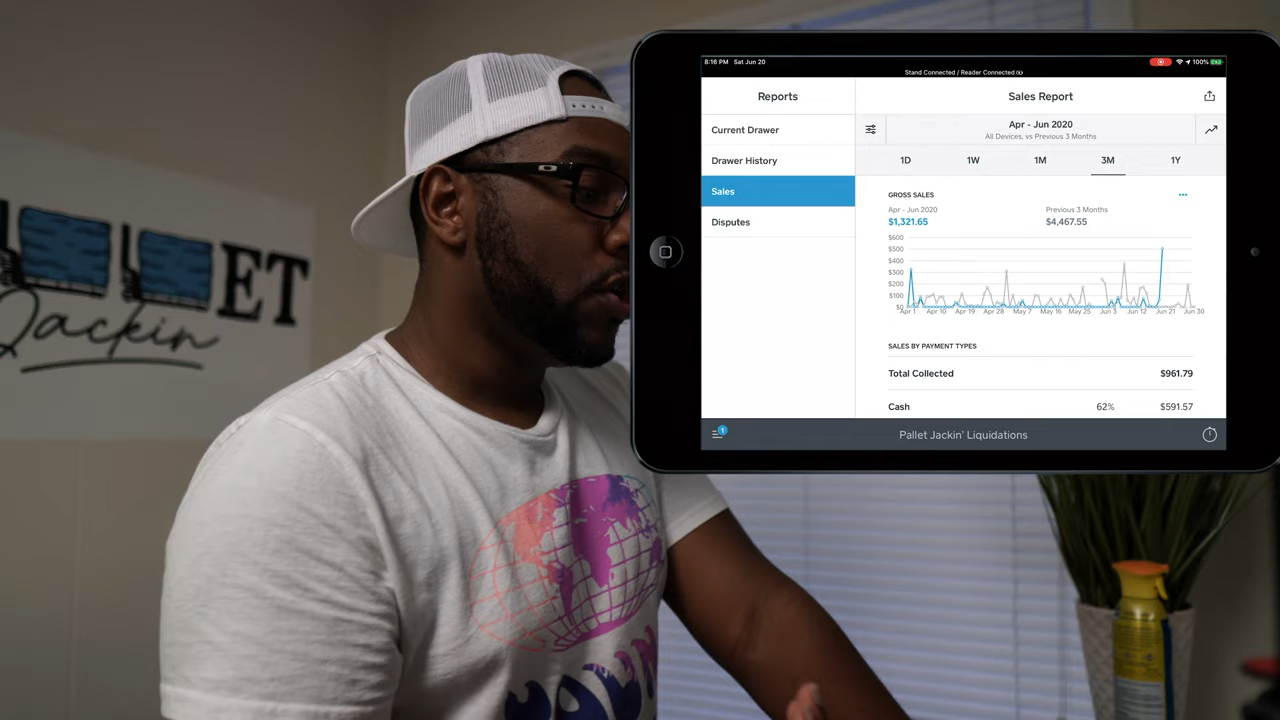 ET
Jackin
8:16 PM Sat Jun 20
100%
Stand Connected / Reader Connected
Reports
Sales Report
Current Drawer
Apr - Jun 2020
All Devices, vs Previous 3 Months
Drawer History
1D 1W 1M 3M 1Y
Sales
GROSS SALES
Disputes
Apr - Jun 2020
Previous 3 Months
$1,321.65
$4,467.55
$600
$500
$400
$300
$200
$100
$0
Apr 1 Apr 10 Apr 19 Apr 28 May 7 May 16 May 25 Jun 3 Jun 12 Jun 21 Jun 30
SALES BY PAYMENT TYPES
Total Collected $961.79
Cash 62% $591.57
1
Pallet Jackin' Liquidations